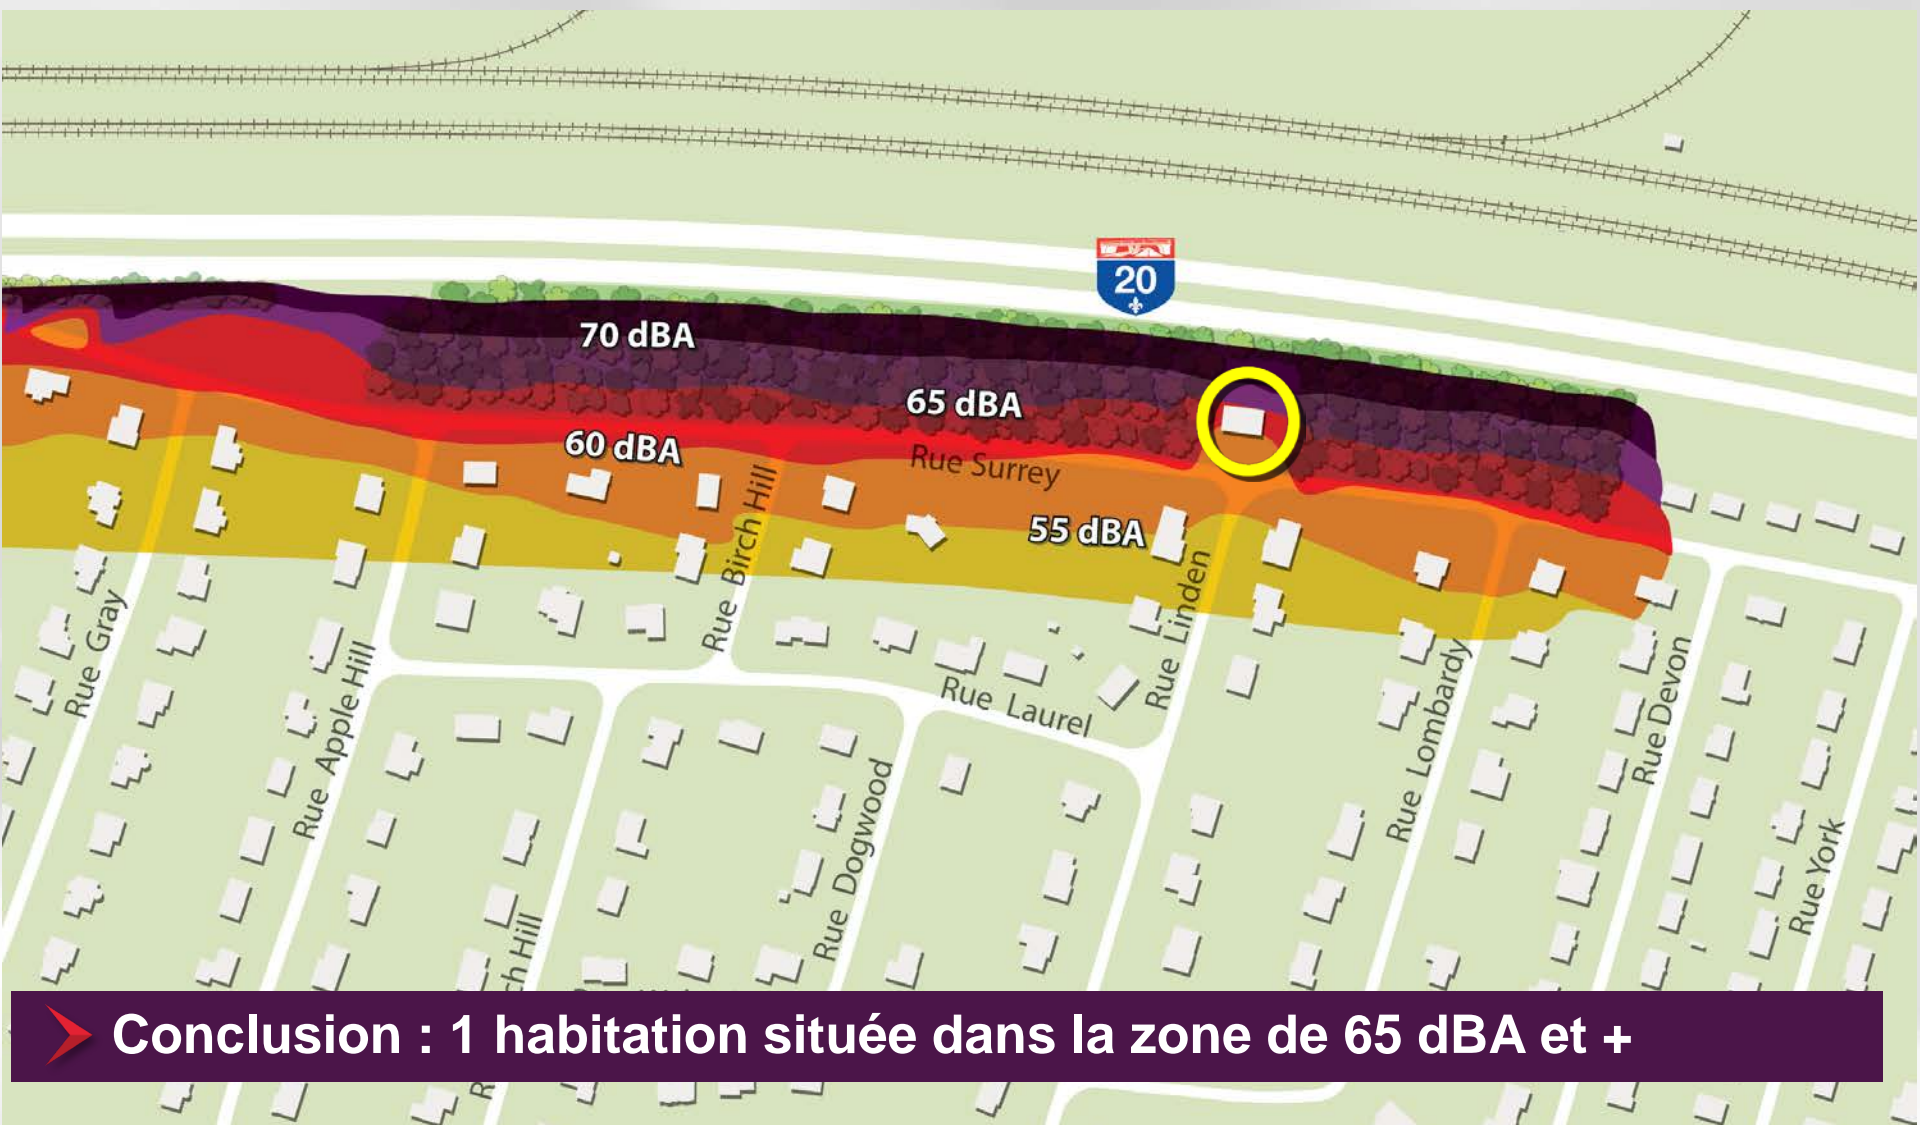 20
70 dBA
65 dBA
60 dBA
Rue Surrey
55 dBA
Rue Birch Hill
Rue Linden
Rue Gray
Rue Apple Hill
Rue Laurel
Rue Lombardy
Rue Devon
Rue Dogwood
Rue York
ch Hill
R
Conclusion : 1 habitation située dans la zone de 65 dBA et +